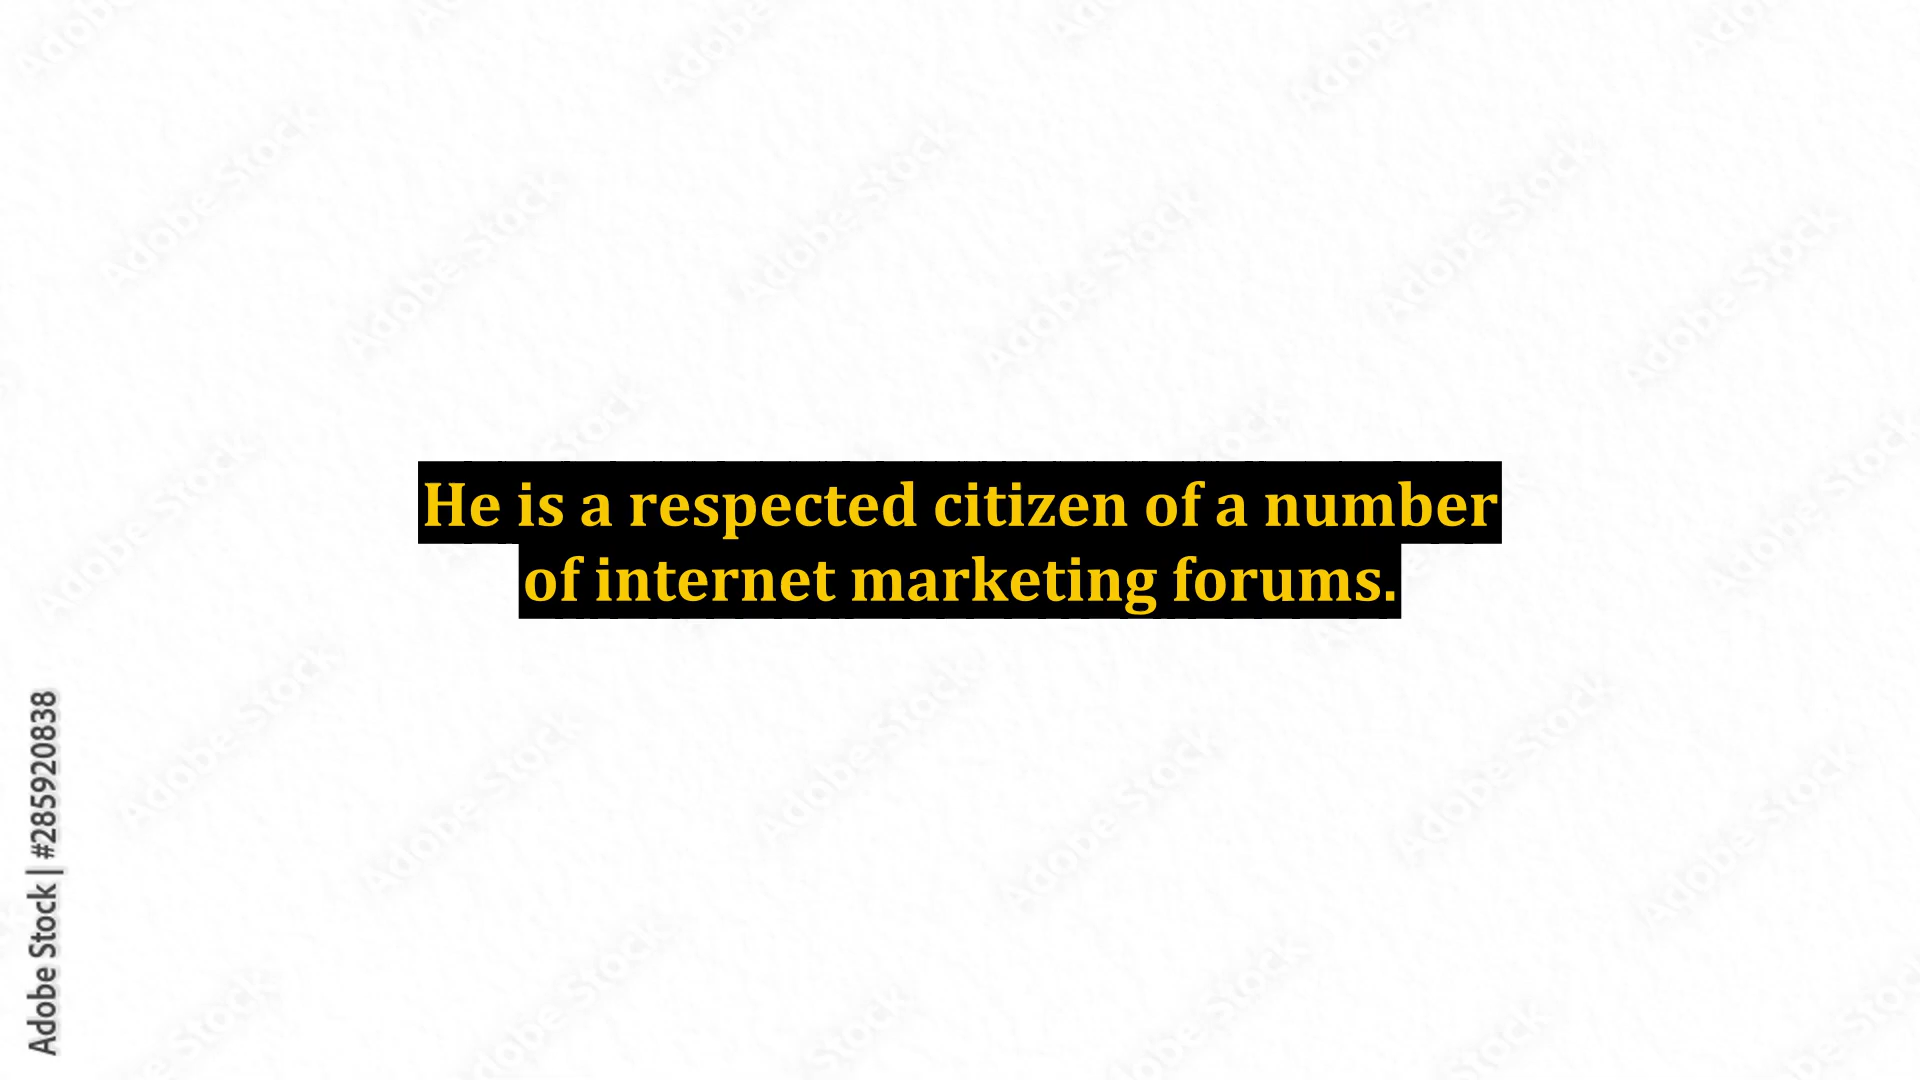 He is a respected citizen of a number
of internet marketing forums.
Adobe Stock | #285920838